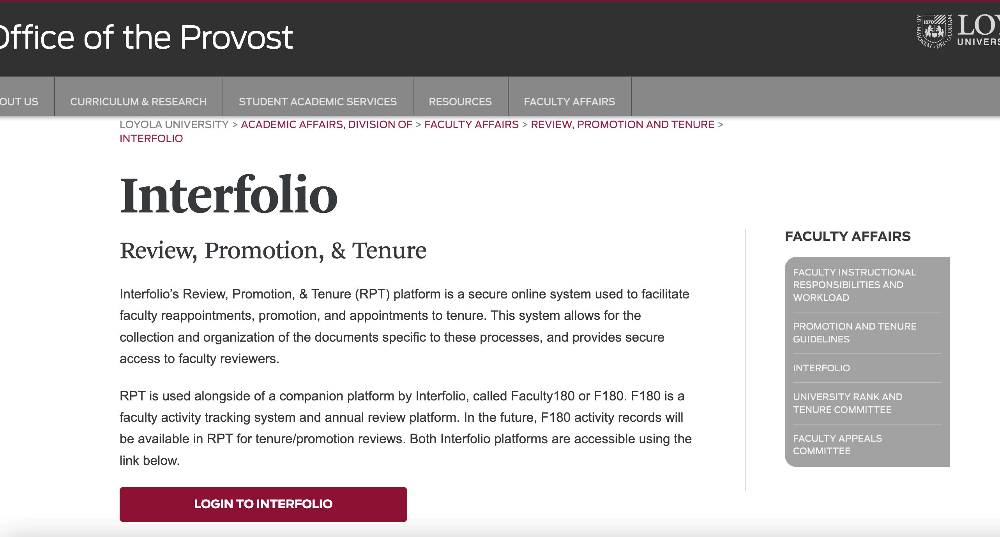 Office of the Provost
1870
AD • MAJOREM • DEI • GLORIAM
OUT US
CURRICULUM & RESEARCH
STUDENT ACADEMIC SERVICES
RESOURCES
FACULTY AFFAIRS
LOYOLA UNIVERSITY > ACADEMIC AFFAIRS, DIVISION OF > FACULTY AFFAIRS > REVIEW, PROMOTION AND TENURE >
INTERFOLIO
Interfolio
Review, Promotion, & Tenure
Interfolio’s Review, Promotion, & Tenure (RPT) platform is a secure online system used to facilitate
faculty reappointments, promotion, and appointments to tenure. This system allows for the
collection and organization of the documents specific to these processes, and provides secure
access to faculty reviewers.
RPT is used alongside of a companion platform by Interfolio, called Faculty180 or F180. F180 is a
faculty activity tracking system and annual review platform. In the future, F180 activity records will
be available in RPT for tenure/promotion reviews. Both Interfolio platforms are accessible using the
link below.
LOGIN TO INTERFOLIO
FACULTY AFFAIRS
FACULTY INSTRUCTIONAL
RESPONSIBILITIES AND
WORKLOAD
PROMOTION AND TENURE
GUIDELINES
INTERFOLIO
UNIVERSITY RANK AND
TENURE COMMITTEE
FACULTY APPEALS
COMMITTEE